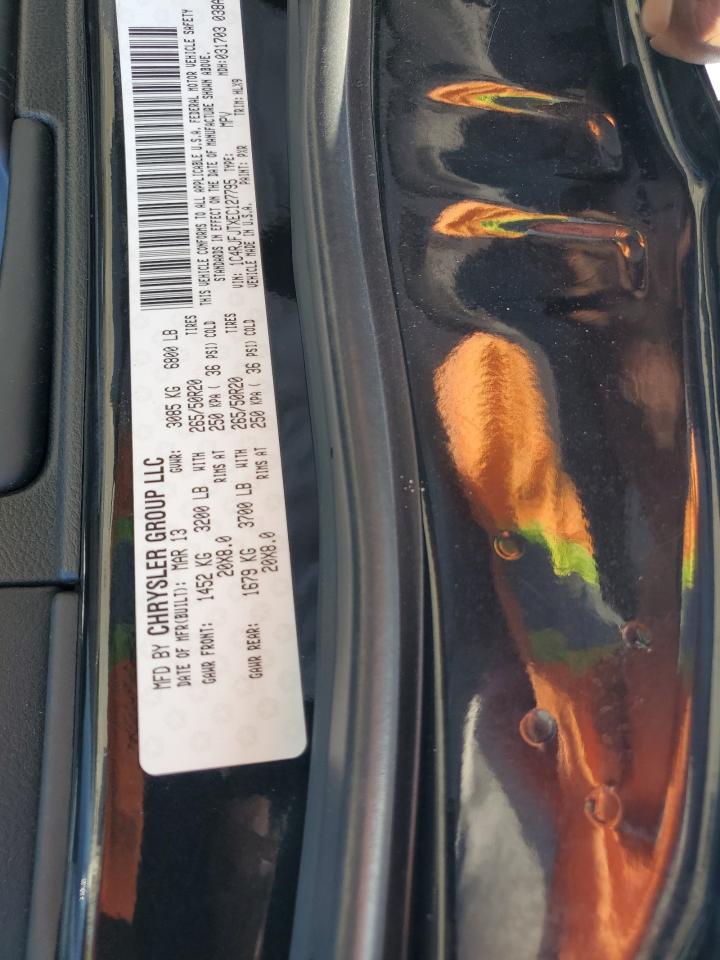 MFD BY CHRYSLER GROUP LLC
DATE OF MFR(BUILT): MAR 13 GVWR: 3085 KG 6800 LB
GAWR FRONT: 1452 KG 3200 LB WITH 265/50R20 TIRES
20X8.0 RIMS AT 250 KPA ( 36 PSI) COLD
GAWR REAR: 1679 KG 3700 LB WITH 265/50R20 TIRES
20X8.0 RIMS AT 250 KPA ( 36 PSI) COLD
THIS VEHICLE CONFORMS TO ALL APPLICABLE U.S.A. FEDERAL MOTOR VEHICLE SAFETY
STANDARDS IN EFFECT ON THE DATE OF MANUFACTURE SHOWN ABOVE.
VIN: 1C4RJFJTXEC127795 TYPE: MPV MDH:031703 038A
VEHICLE MADE IN U.S.A. PAINT: PXR TRIM: HLX9